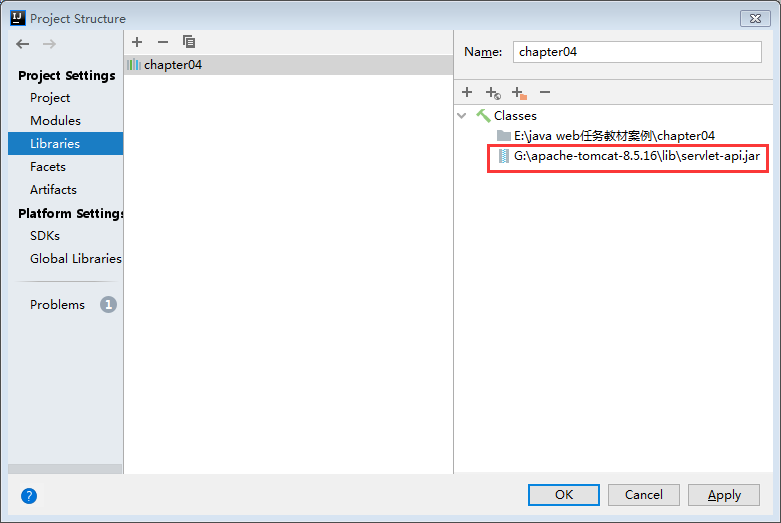 Project Structure
Project Settings
Project
Modules
Libraries
Facets
Artifacts
Platform Settings
SDKs
Global Libraries
Problems 1
chapter04
Name: chapter04
Classes
E:\java web任务教材案例\chapter04
G:\apache-tomcat-8.5.16\lib\servlet-api.jar
?
OK Cancel Apply